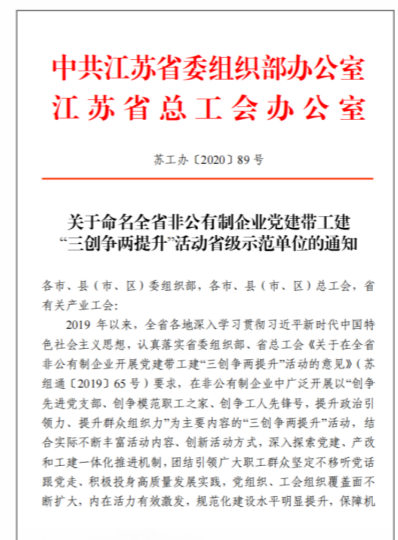 中共江苏省委组织部办公室
江苏省总工会办公室
苏工办〔2020〕89号
关于命名全省非公有制企业党建带工建
“三创争两提升”活动省级示范单位的通知
各市、县（市、区）委组织部，各市、县（市、区）总工会，省
有关产业工会：
2019 年以来，全省各地深入学习贯彻习近平新时代中国特
色社会主义思想，认真落实省委组织部、省总工会《关于在全省
非公有制企业开展党建带工建“三创争两提升”活动的意见》（苏
组通〔2019〕65 号）要求，在非公有制企业中广泛开展以“创争
先进党支部、创争模范职工之家、创争工人先锋号，提升政治引
领力、提升群众组织力”为主要内容的“三创争两提升”活动，结
合实际不断丰富活动内容、创新活动方式，深入探索党建、产改
和工建一体化推进机制，团结引领广大职工群众坚定不移听党话
跟党走、积极投身高质量发展实践，党组织、工会组织覆盖面不
断扩大，内在活力有效激发，规范化建设水平明显提升，保障机